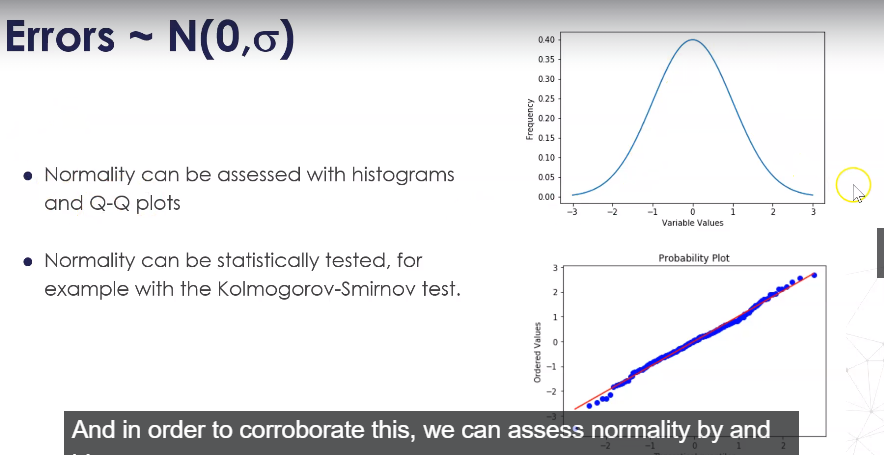 Errors ~ N(0,σ)
● Normality can be assessed with histograms
and Q-Q plots
● Normality can be statistically tested, for
example with the Kolmogorov-Smirnov test.
0.40
0.35
0.30
0.25
0.20
0.15
0.10
0.05
0.00
Frequency
-3 -2 -1 0 1 2 3
Variable Values
Probability Plot
3
2
1
0
-1
-2
-3
Ordered Values
-2 -1 0 1 2
And in order to corroborate this, we can assess normality by and